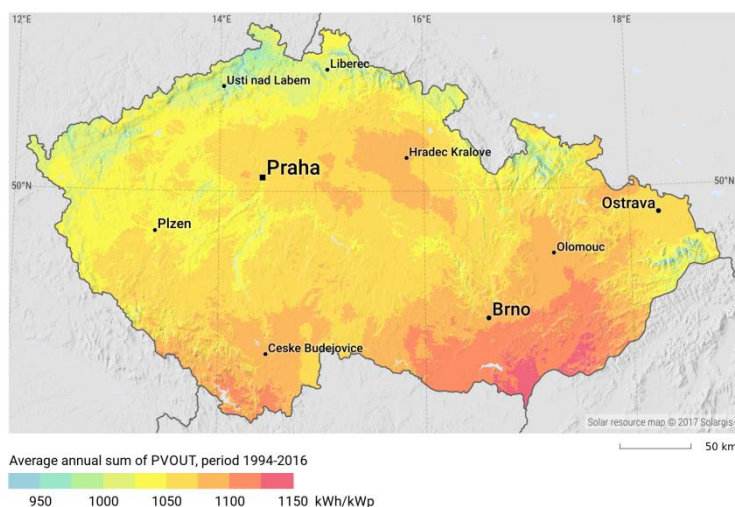 12°E 14°E 16°E 18°E
Liberec
Usti nad Labem
Hradec Kralove
Praha
50°N 50°N
Ostrava
Plzen
Olomouc
Brno
Ceske Budejovice
Solar resource map © 2017 Solargis
50 km
Average annual sum of PVOUT, period 1994-2016
950 1000 1050 1100 1150 kWh/kWp